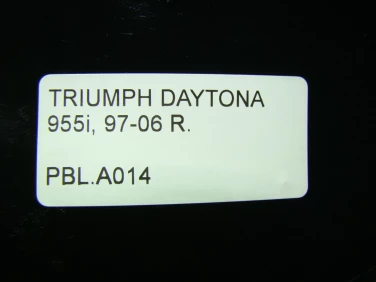 TRIUMPH DAYTONA
955i, 97-06 R.
PBL.A014